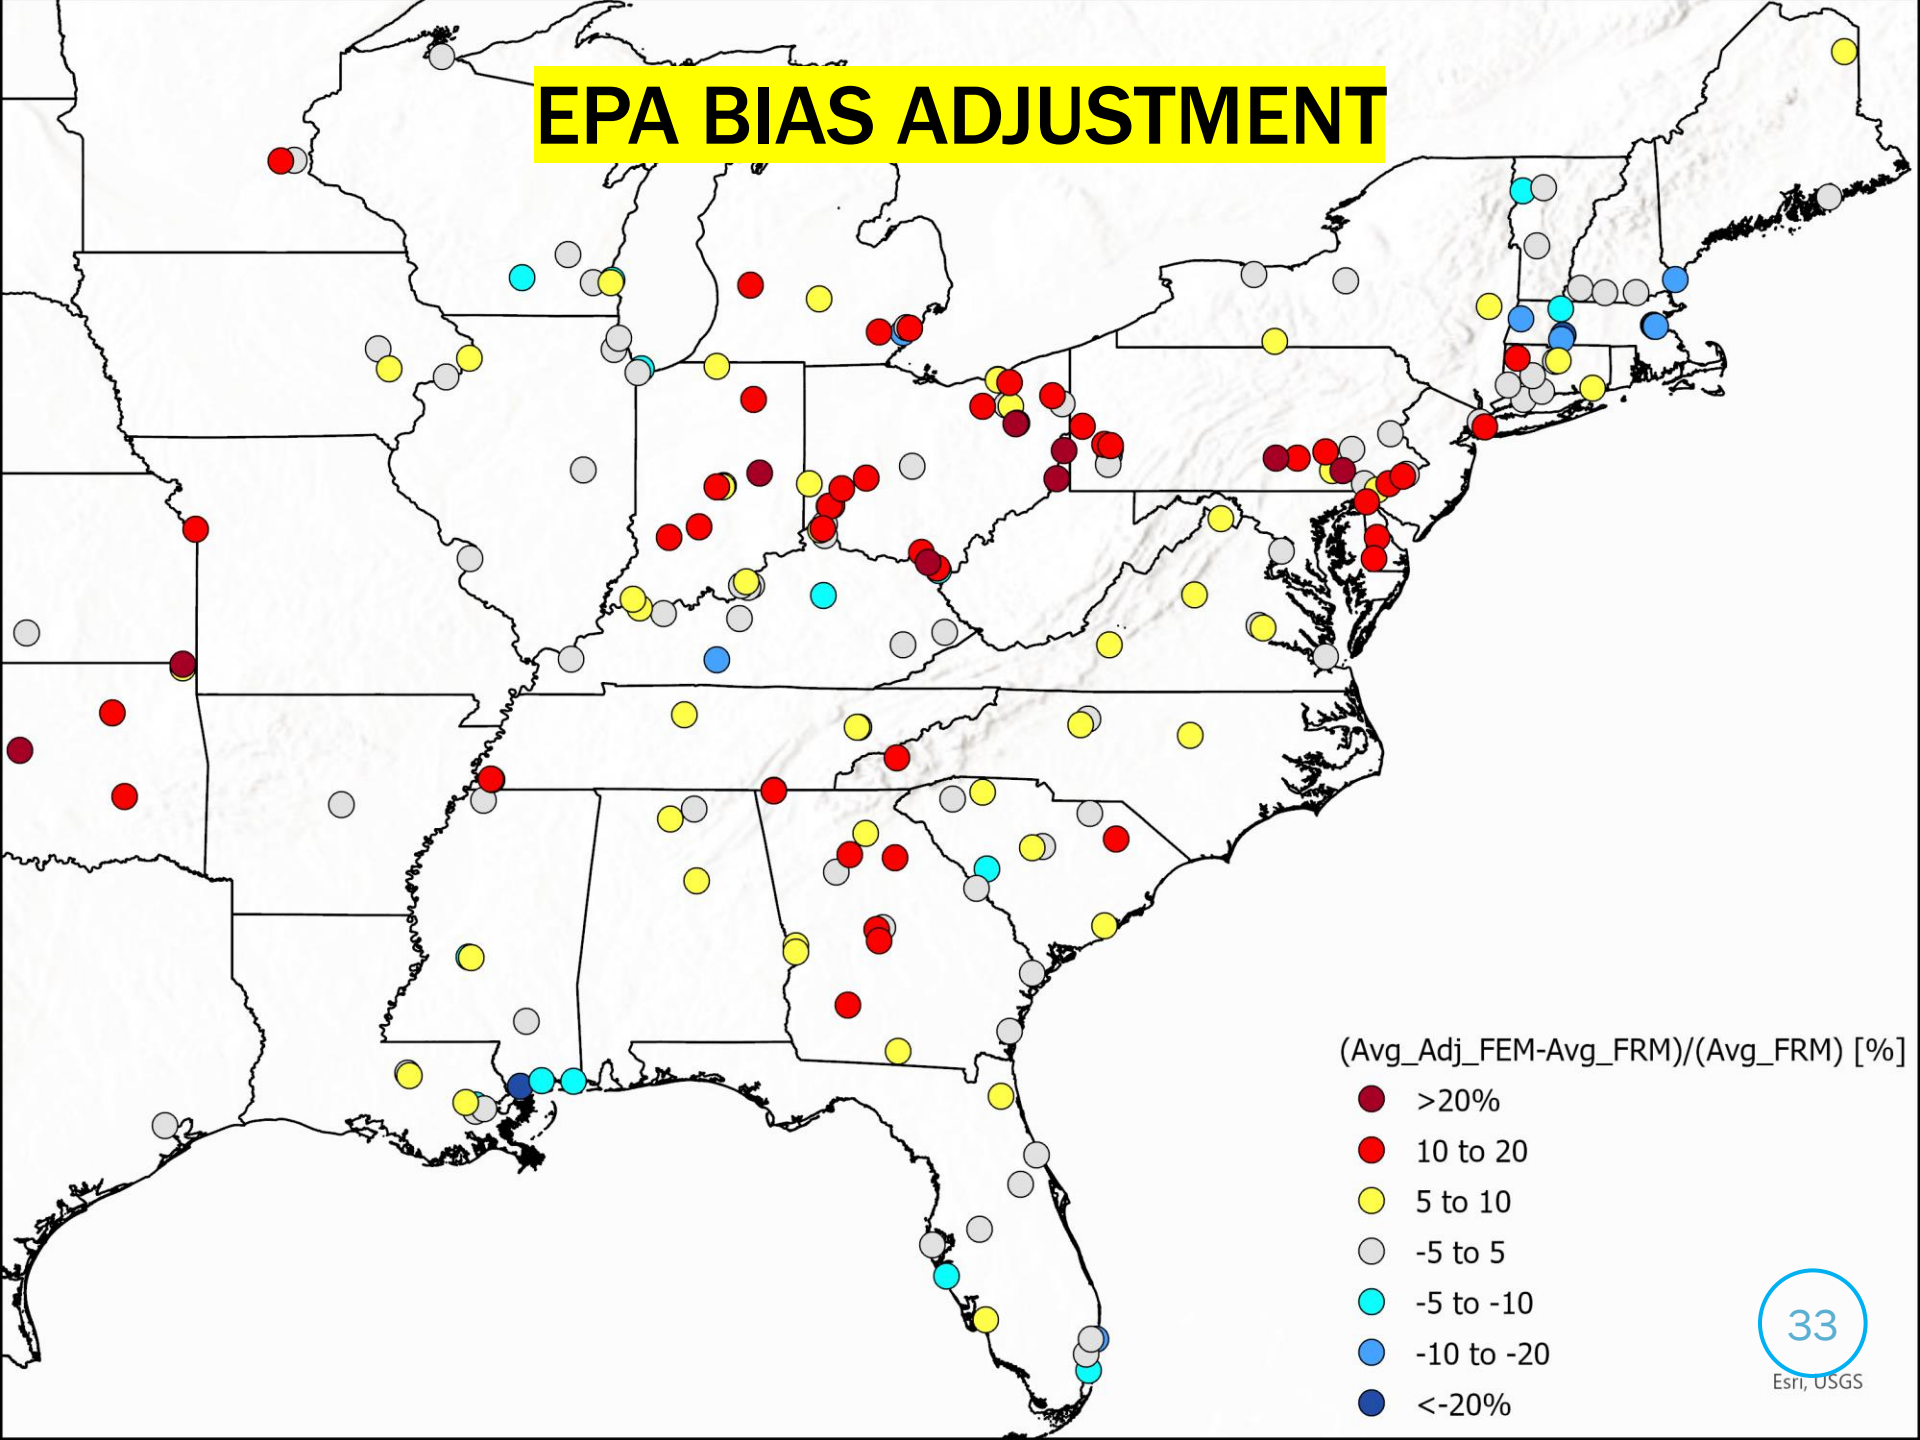 EPA BIAS ADJUSTMENT
(Avg_Adj_FEM-Avg_FRM)/(Avg_FRM) [%]
>20%
10 to 20
5 to 10
-5 to 5
-5 to -10
-10 to -20
<-20%
33
Esri, USGS